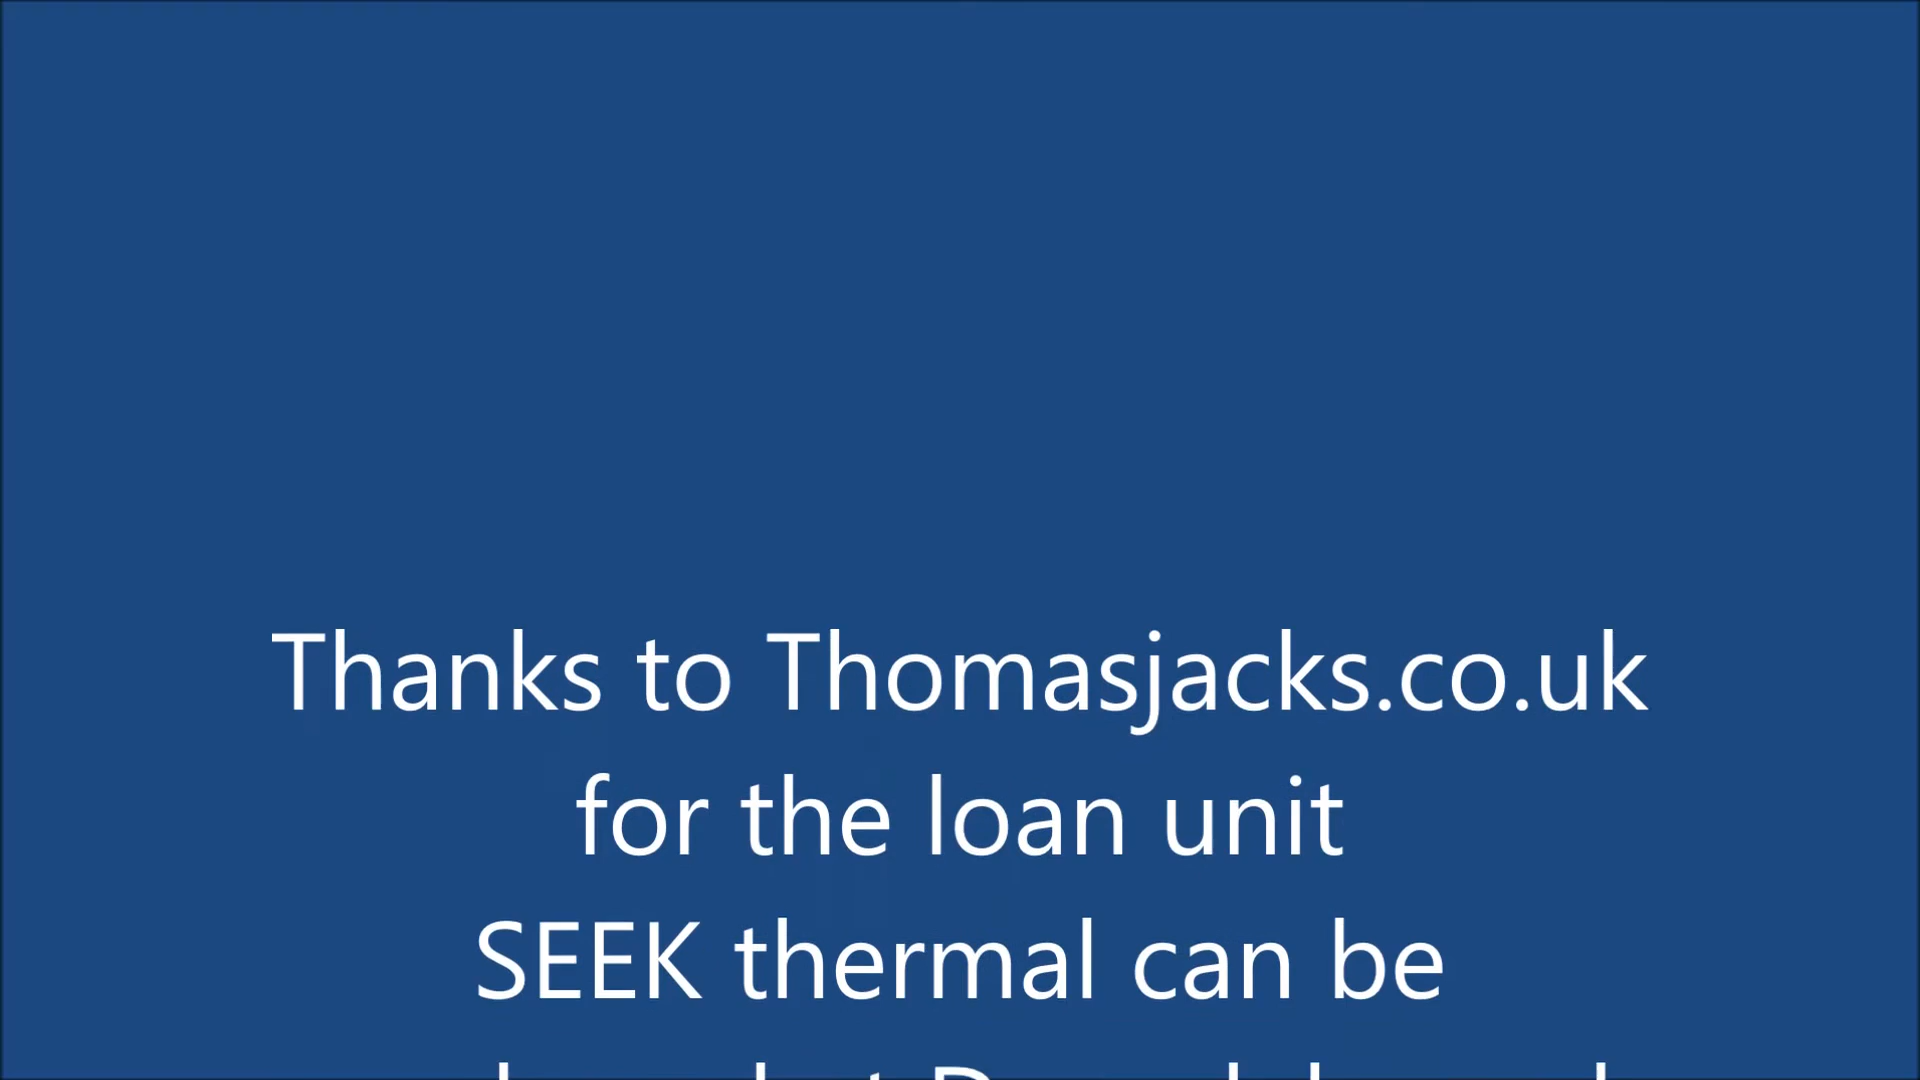 Thanks to Thomasjacks.co.uk
for the loan unit
SEEK thermal can be